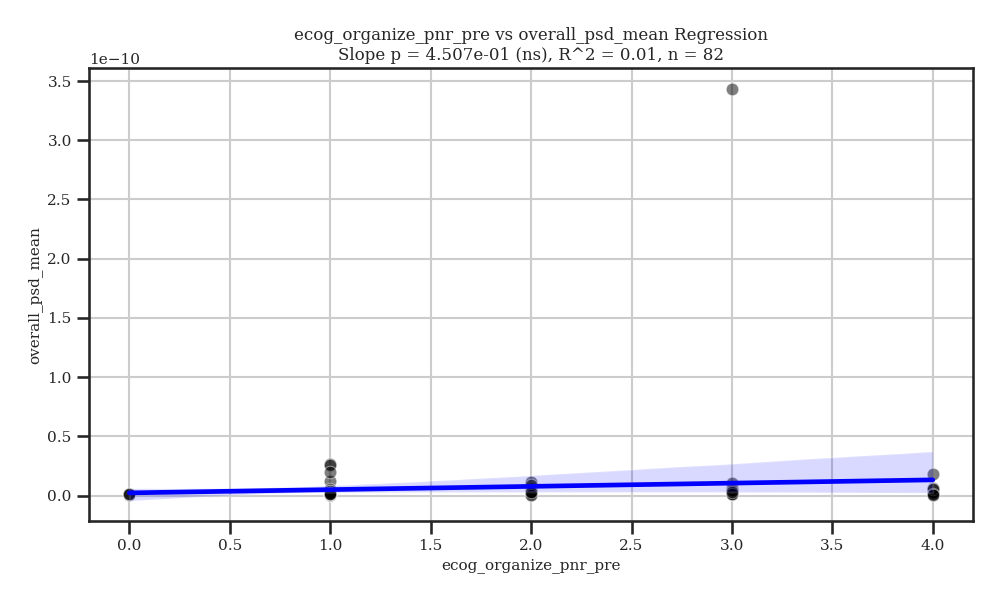 ecog_organize_pnr_pre vs overall_psd_mean Regression
Slope p = 4.507e-01 (ns), R^2 = 0.01, n = 82
1e−10
3.5
3.0
2.5
2.0
1.5
1.0
0.5
0.0
overall_psd_mean
0.0 0.5 1.0 1.5 2.0 2.5 3.0 3.5 4.0
ecog_organize_pnr_pre